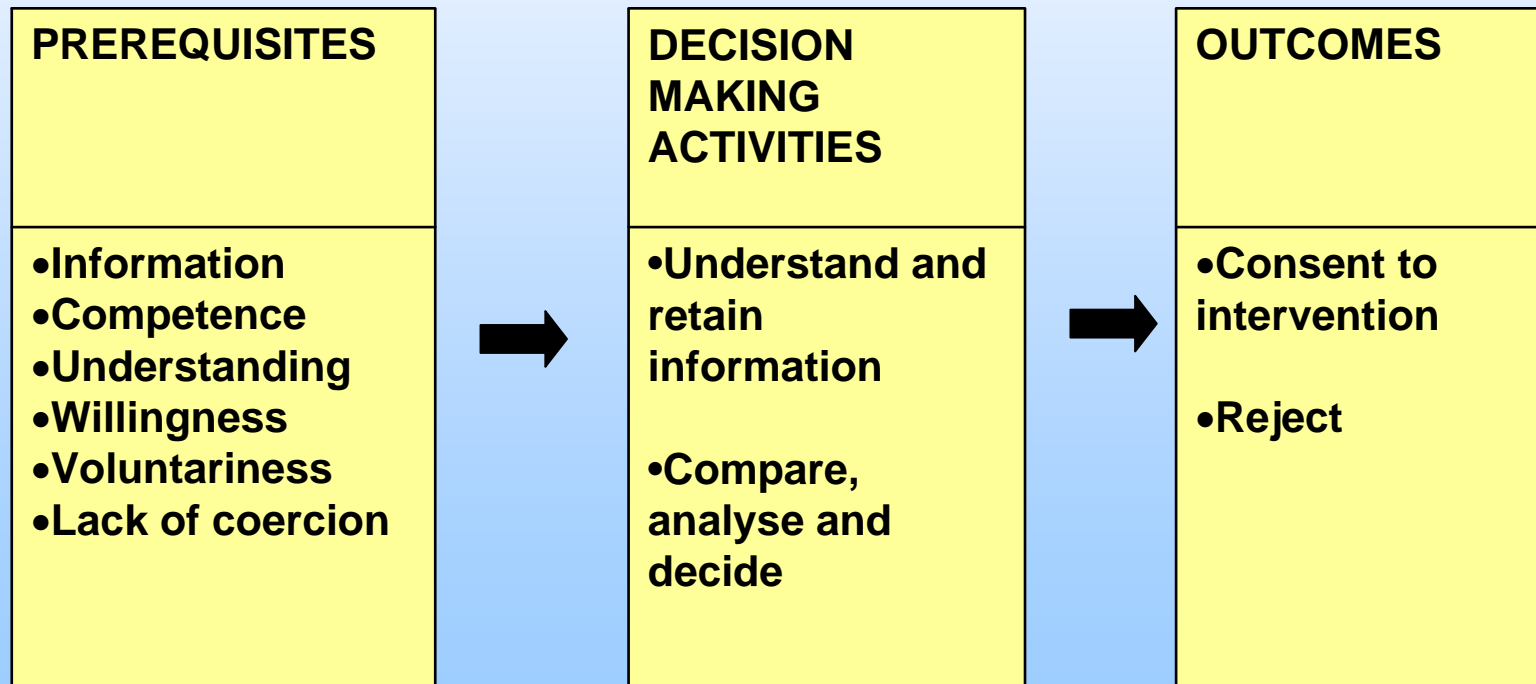 PREREQUISITES
•Information
•Competence
•Understanding
•Willingness
•Voluntariness
•Lack of coercion
DECISION
MAKING
ACTIVITIES
•Understand and
retain
information
•Compare,
analyse and
decide
OUTCOMES
•Consent to
intervention
•Reject